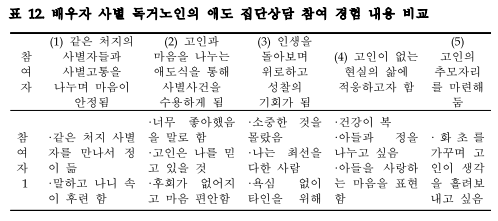 표 12. 배우자 사별 독거노인의 애도 집단상담 참여 경험 내용 비교
참
여
자
(1) 같은 처지의
사별자들과
사별고통을
나누며 마음이
안정됨
(2) 고인과
마음을 나누는
애도식을 통해
사별사건을
수용하게 됨
(3) 인생을
돌아보며
위로하고
성찰의
기회가 됨
(4) 고인이 없는
현실의 삶에
적응하고자 함
(5)
고인의
추모자리
를 마련해
둠
참
여
자
1
·같은 처지 사별
자를 만나서 정
이 듦
·말하고 나니 속
이 후련 함
·너무 좋아했음
을 말로 함
·고인은 나를 믿
고 있을 것
·후회가 없어지
고 마음 편안함
·소중한 것을
몰랐음
·나는 최선을
다한 사람
·욕심 없이
타인을 위해
·건강이 복
·아들과 정을
나누고 싶음
·아들을 사랑하
는 마음을 표현
함
·화초를
가꾸며 고
인이 생각
을 흘려보
내고 싶음